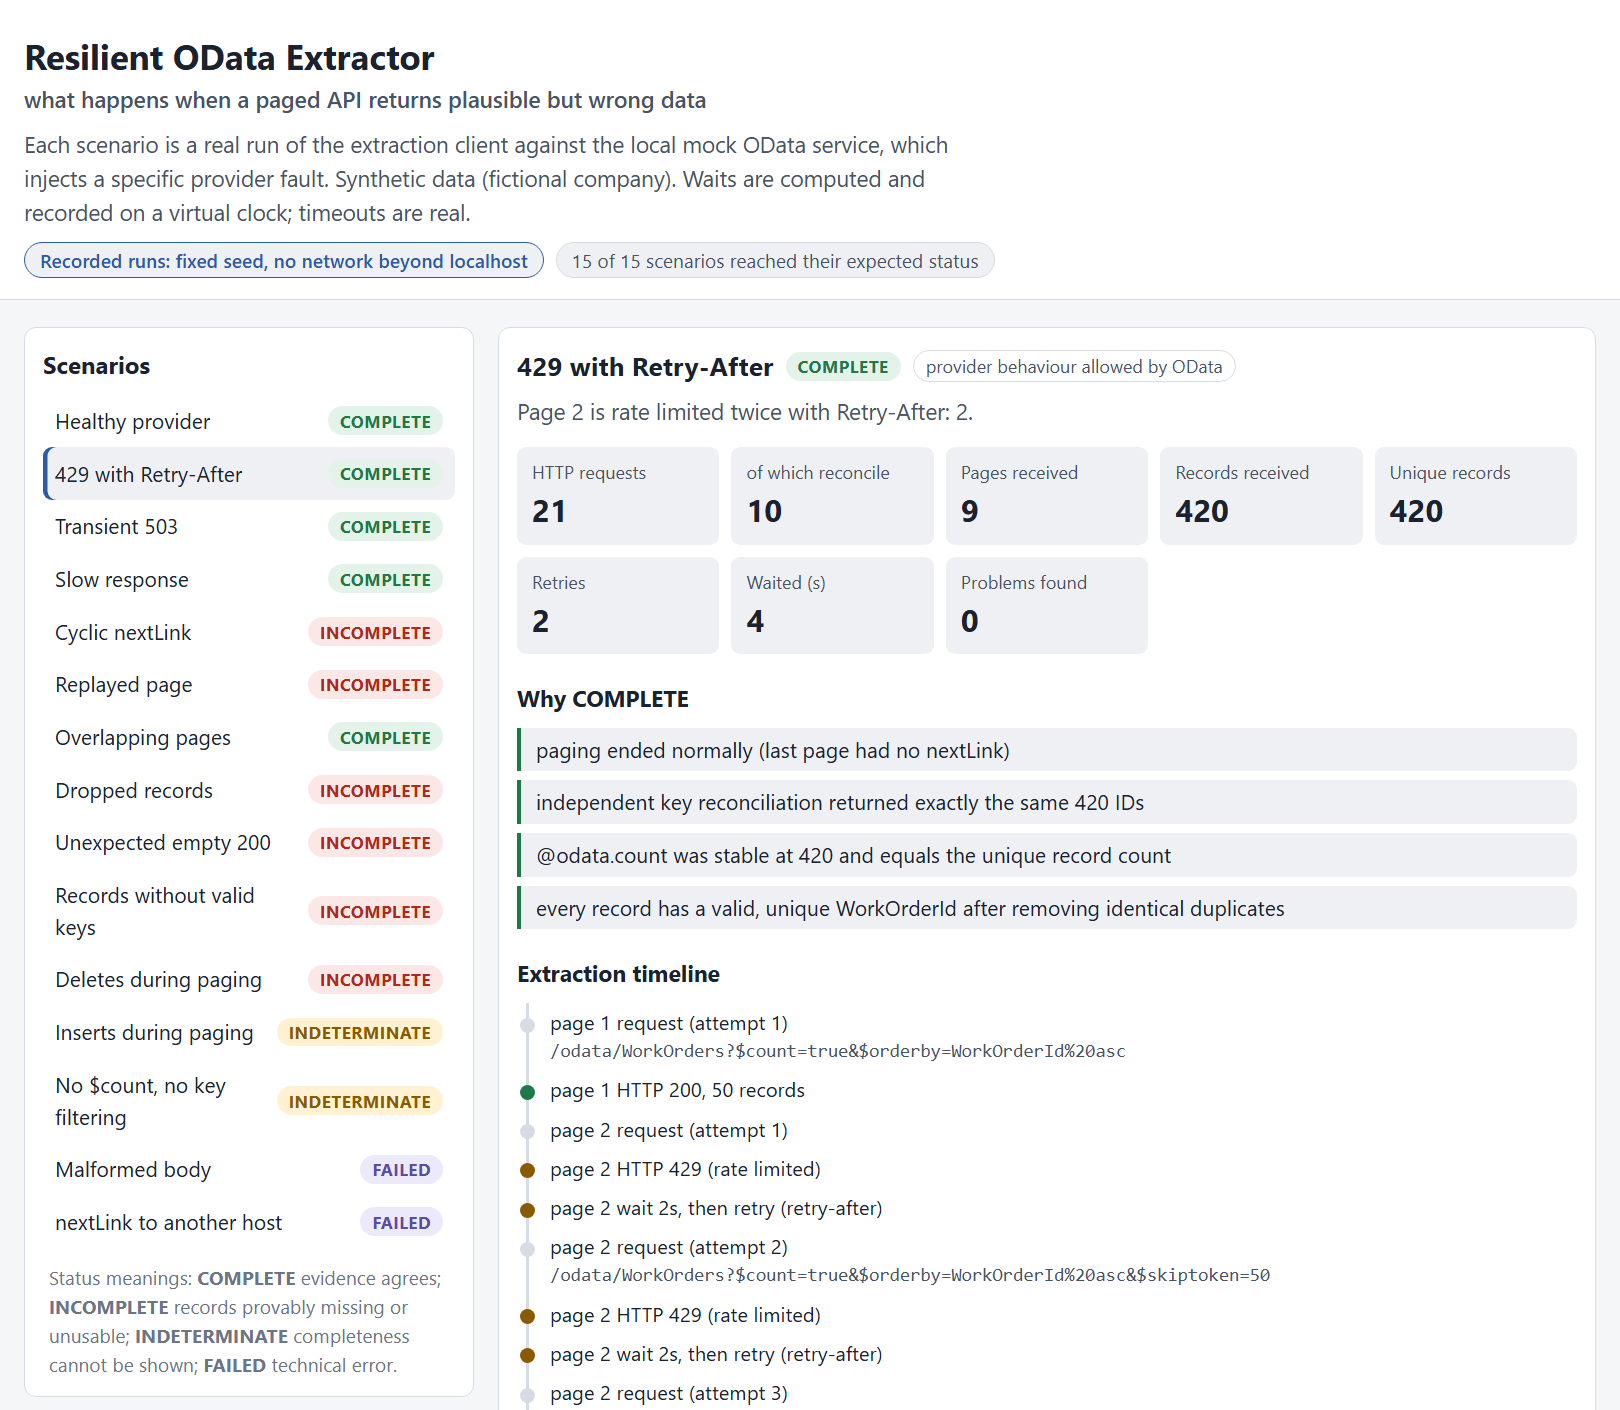 Resilient OData Extractor
what happens when a paged API returns plausible but wrong data
Each scenario is a real run of the extraction client against the local mock OData service, which
injects a specific provider fault. Synthetic data (fictional company). Waits are computed and
recorded on a virtual clock; timeouts are real.
Recorded runs: fixed seed, no network beyond localhost
15 of 15 scenarios reached their expected status
Scenarios
Healthy provider COMPLETE
429 with Retry-After COMPLETE
Transient 503 COMPLETE
Slow response COMPLETE
Cyclic nextLink INCOMPLETE
Replayed page INCOMPLETE
Overlapping pages COMPLETE
Dropped records INCOMPLETE
Unexpected empty 200 INCOMPLETE
Records without valid
keys
INCOMPLETE
Deletes during paging INCOMPLETE
Inserts during paging INDETERMINATE
No $count, no key
filtering
INDETERMINATE
Malformed body FAILED
nextLink to another host FAILED
Status meanings: COMPLETE evidence agrees;
INCOMPLETE records provably missing or
unusable; INDETERMINATE completeness
cannot be shown; FAILED technical error.
429 with Retry-After COMPLETE provider behaviour allowed by OData
Page 2 is rate limited twice with Retry-After: 2.
HTTP requests
21
of which reconcile
10
Pages received
9
Records received
420
Unique records
420
Retries
2
Waited (s)
4
Problems found
0
Why COMPLETE
paging ended normally (last page had no nextLink)
independent key reconciliation returned exactly the same 420 IDs
@odata.count was stable at 420 and equals the unique record count
every record has a valid, unique WorkOrderId after removing identical duplicates
Extraction timeline
page 1 request (attempt 1)
/odata/WorkOrders?$count=true&$orderby=WorkOrderId%20asc
page 1 HTTP 200, 50 records
page 2 request (attempt 1)
page 2 HTTP 429 (rate limited)
page 2 wait 2s, then retry (retry-after)
page 2 request (attempt 2)
/odata/WorkOrders?$count=true&$orderby=WorkOrderId%20asc&$skiptoken=50
page 2 HTTP 429 (rate limited)
page 2 wait 2s, then retry (retry-after)
page 2 request (attempt 3)